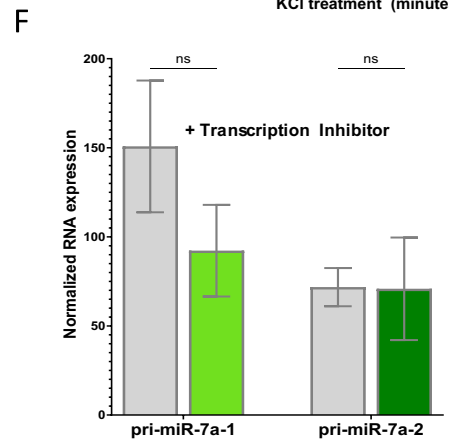 KCl treatment (minute
F
ns ns
+ Transcription Inhibitor
Normalized RNA expression
200
150
100
50
0
pri-miR-7a-1 pri-miR-7a-2